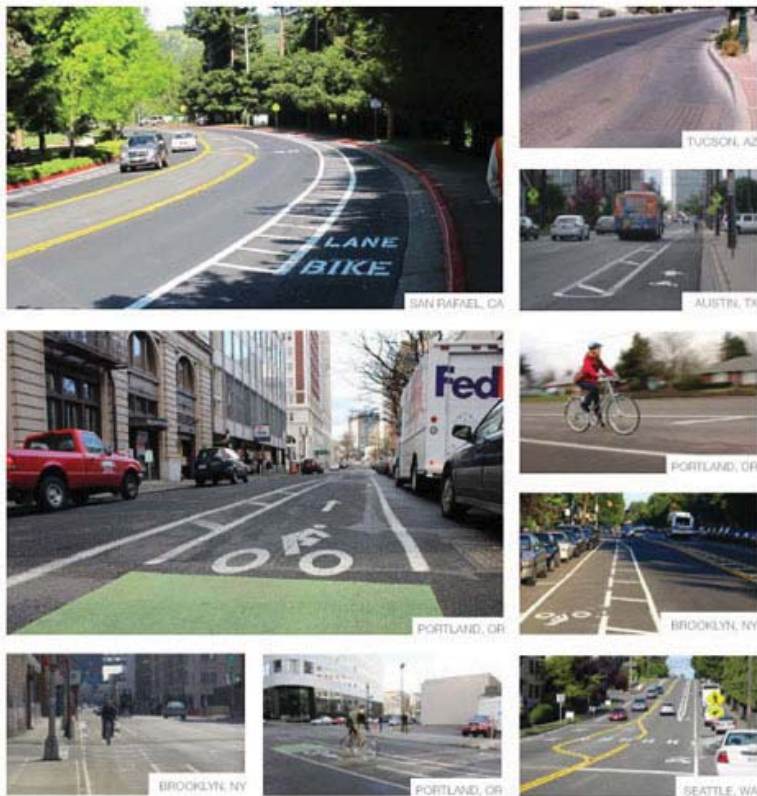 LANE
BIKE
SAN RAFAEL, CA
TUCSON, AZ
AUSTIN, TX
FedE
PORTLAND, OR
PORTLAND, OR
BROOKLYN, NY
BROOKLYN, NY
PORTLAND, OR
SEATTLE, WA